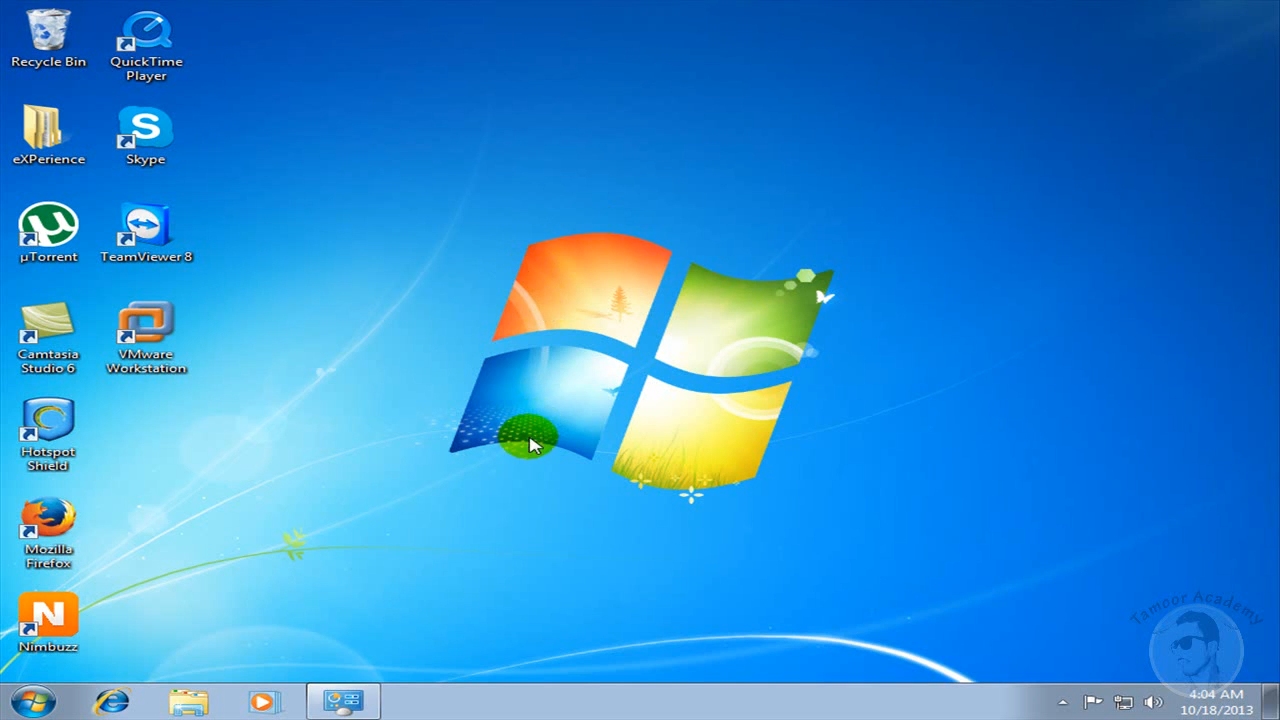 Recycle Bin
QuickTime
Player
eXPerience
Skype
µTorrent
TeamViewer 8
Camtasia
Studio 6
VMware
Workstation
Hotspot
Shield
Mozilla
Firefox
Nimbuzz
Tamoor Academy
4:04 AM
10/18/2013